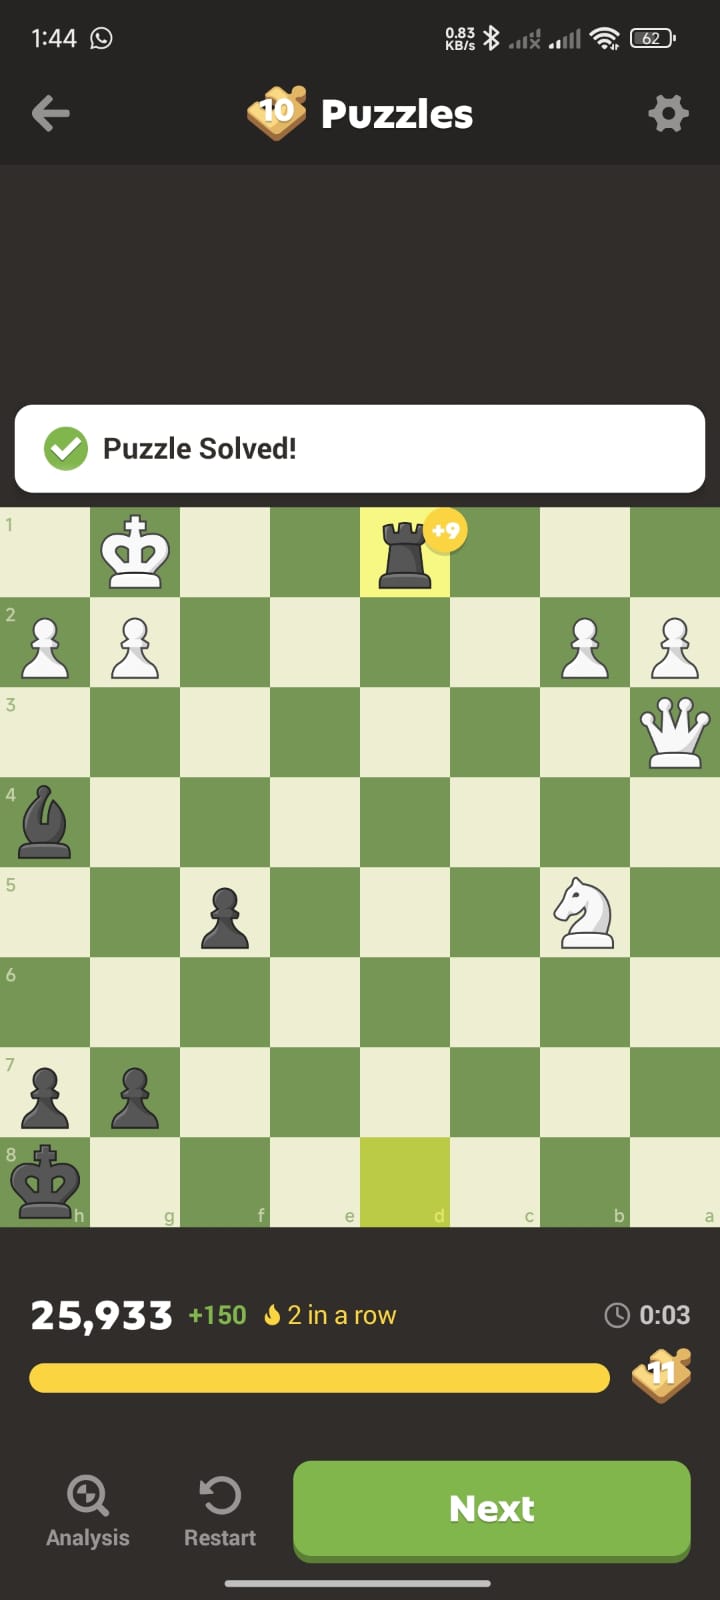 1:44 0.83 KB/s 62
10 Puzzles
Puzzle Solved!
1
+9
2
3
4
5
6
7
8
h g f e d c b a
25,933 +150 2 in a row 0:03
11
Analysis Restart Next